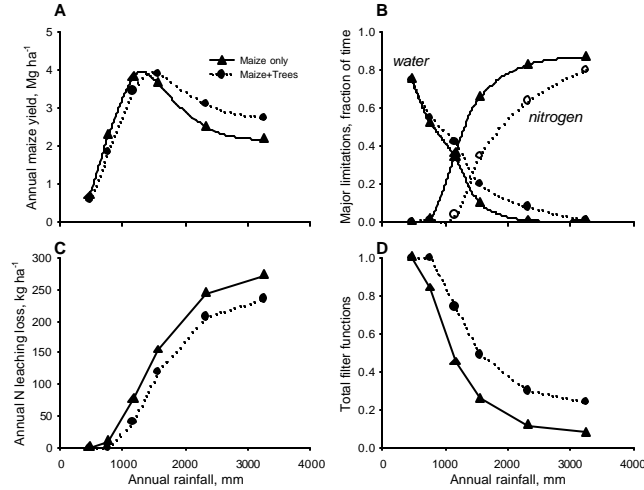 A
Annual maize yield, Mg ha-1
5
4
3
2
1
0
Maize only
Maize+Trees
B
Major limitations, fraction of time
1.0
0.8
0.6
0.4
0.2
0.0
water
nitrogen
C
Annual N leaching loss, kg ha-1
300
250
200
150
100
50
0
0 1000 2000 3000 4000
Annual rainfall, mm
D
Total filter functions
1.0
0.8
0.6
0.4
0.2
0.0
0 1000 2000 3000 4000
Annual rainfall, mm